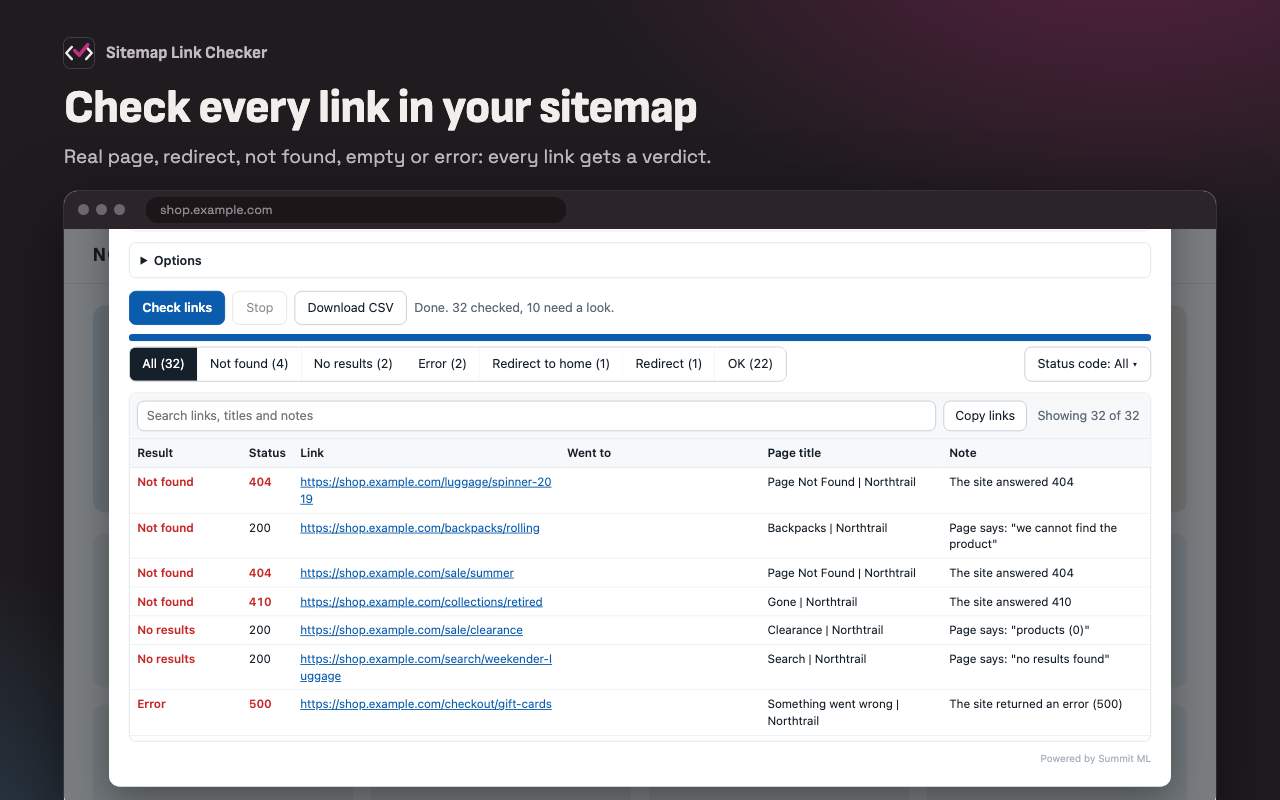 Sitemap Link Checker
Check every link in your sitemap
Real page, redirect, not found, empty or error: every link gets a verdict.
shop.example.com
▶ Options
Check links Stop Download CSV Done. 32 checked, 10 need a look.
All (32) Not found (4) No results (2) Error (2) Redirect to home (1) Redirect (1) OK (22) Status code: All ▾
Search links, titles and notes Copy links Showing 32 of 32
Result Status Link Went to Page title Note
Not found 404 https://shop.example.com/luggage/spinner-20 Page Not Found | Northtrail The site answered 404
19
Not found 200 https://shop.example.com/backpacks/rolling Backpacks | Northtrail Page says: "we cannot find the
product"
Not found 404 https://shop.example.com/sale/summer Page Not Found | Northtrail The site answered 404
Not found 410 https://shop.example.com/collections/retired Gone | Northtrail The site answered 410
No results 200 https://shop.example.com/sale/clearance Clearance | Northtrail Page says: "products (0)"
No results 200 https://shop.example.com/search/weekender-l Search | Northtrail Page says: "no results found"
uggage
Error 500 https://shop.example.com/checkout/gift-cards Something went wrong | The site returned an error (500)
Northtrail
Powered by Summit ML